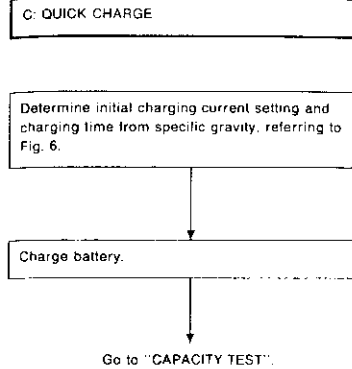 C: QUICK CHARGE
Determine initial charging current setting and
charging time from specific gravity, referring to
Fig. 6.
Charge battery.
Go to "CAPACITY TEST".